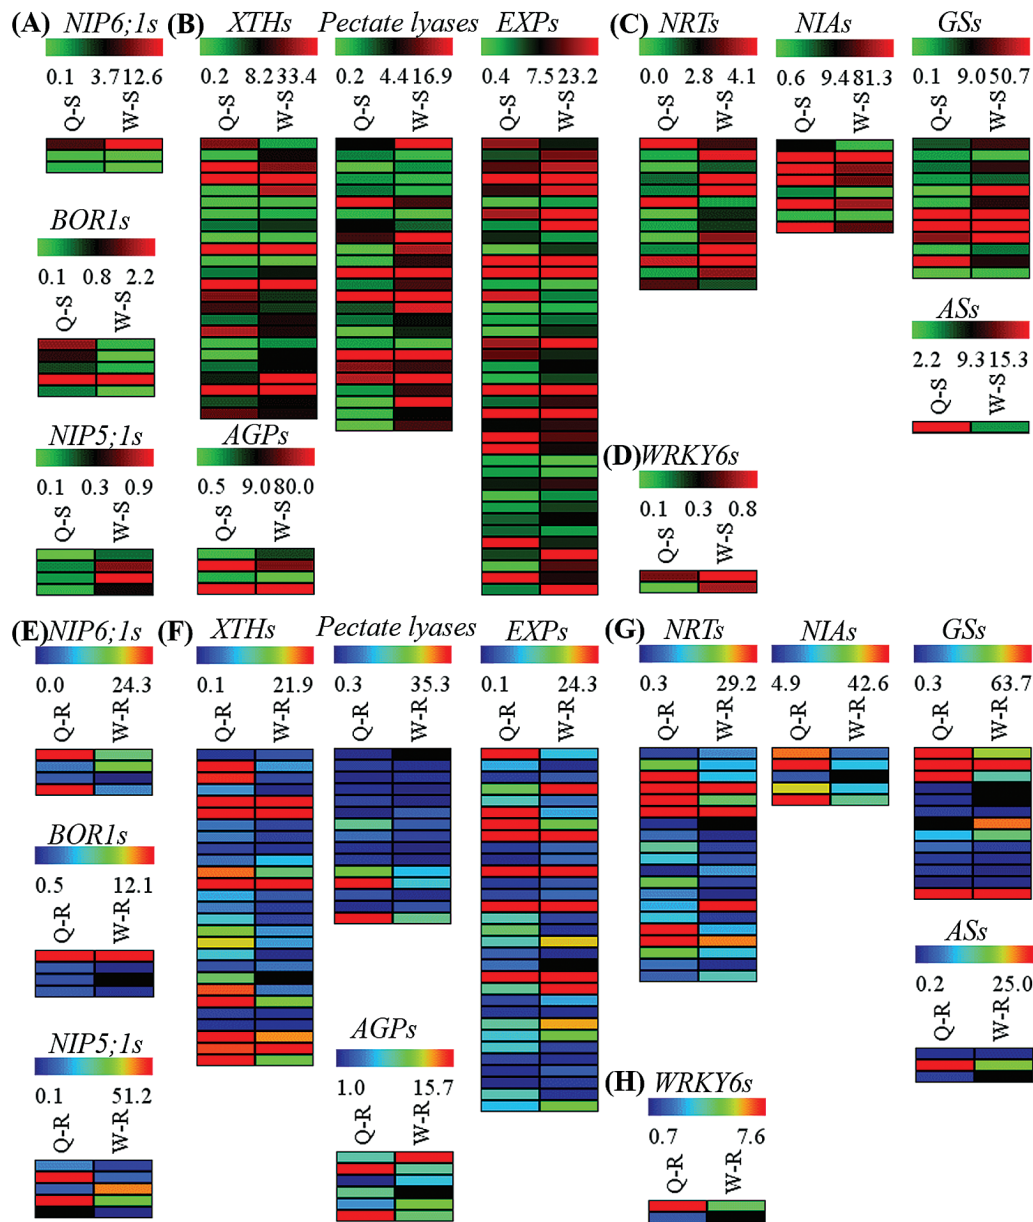 (A) NIP6;1s (B) XTHs Pectate lyases EXPs (C) NRTs NIAs GSs
0.1 3.7 12.6 0.2 8.2 33.4 0.2 4.4 16.9 0.4 7.5 23.2 0.0 2.8 4.1 0.6 9.4 81.3 0.1 9.0 50.7
Q-S W-S Q-S W-S Q-S W-S Q-S W-S Q-S W-S Q-S W-S Q-S W-S
BOR1s
0.1 0.8 2.2
Q-S W-S
ASs
2.2 9.3 15.3
Q-S W-S
NIP5;1s AGPs (D) WRKY6s
0.1 0.3 0.9 0.5 9.0 80.0 0.1 0.3 0.8
Q-S W-S Q-S W-S Q-S W-S
(E) NIP6;1s (F) XTHs Pectate lyases EXPs (G) NRTs NIAs GSs
0.0 24.3 0.1 21.9 0.3 35.3 0.1 24.3 0.3 29.2 4.9 42.6 0.3 63.7
Q-R W-R Q-R W-R Q-R W-R Q-R W-R Q-R W-R Q-R W-R Q-R W-R
BOR1s
0.5 12.1
Q-R W-R
ASs
0.2 25.0
Q-R W-R
NIP5;1s AGPs (H) WRKY6s
0.1 51.2 1.0 15.7 0.7 7.6
Q-R W-R Q-R W-R Q-R W-R